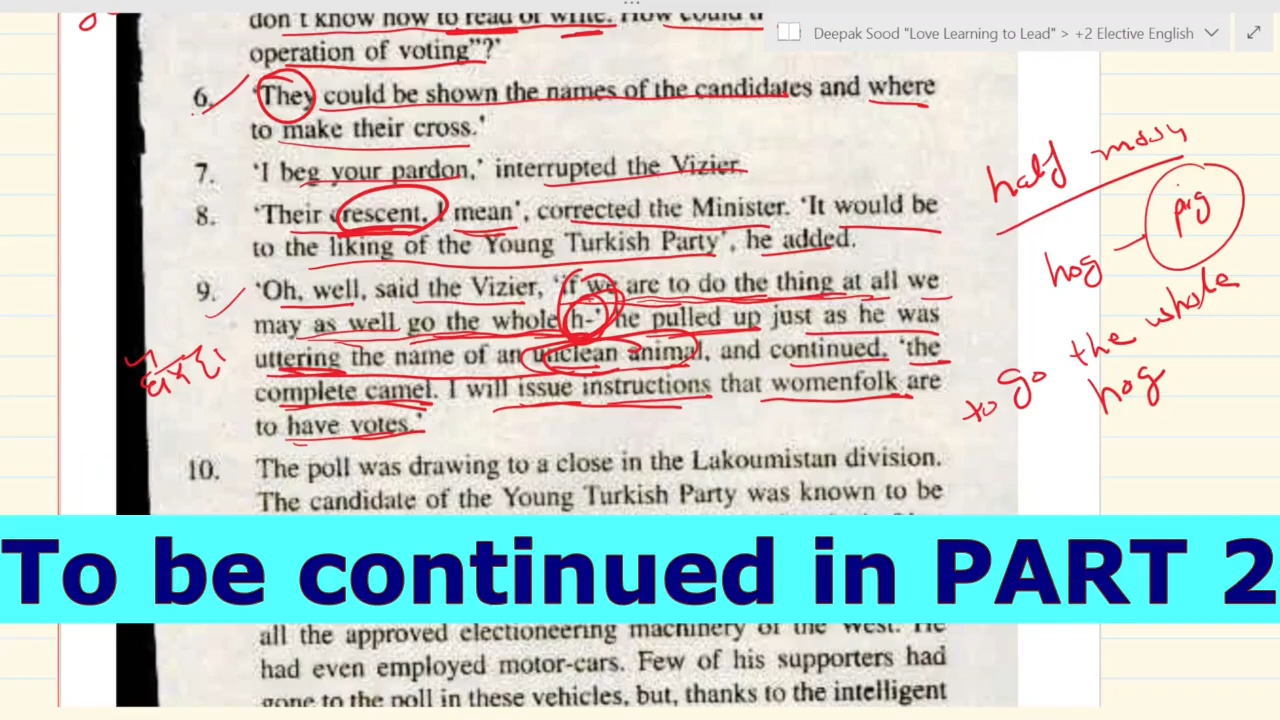 don't know how to read or write. How could
Deepak Sood "Love Learning to Lead" > +2 Elective English
operation of voting"?'
6. 'They could be shown the names of the candidates and where
to make their cross.'
7. 'I beg your pardon,' interrupted the Vizier.
8. 'Their crescent, I mean', corrected the Minister. 'It would be
to the liking of the Young Turkish Party', he added.
9. 'Oh, well, said the Vizier, 'if we are to do the thing at all we
may as well go the whole h-' he pulled up just as he was
uttering the name of an unclean animal, and continued, 'the
complete camel. I will issue instructions that womenfolk are
to have votes.'
half moon
pig
hog
to go the whole
hog
10. The poll was drawing to a close in the Lakoumistan division.
The candidate of the Young Turkish Party was known to be
To be continued in PART 2
all the approved electioneering machinery of the West. He
had even employed motor-cars. Few of his supporters had
gone to the poll in these vehicles, but, thanks to the intelligent